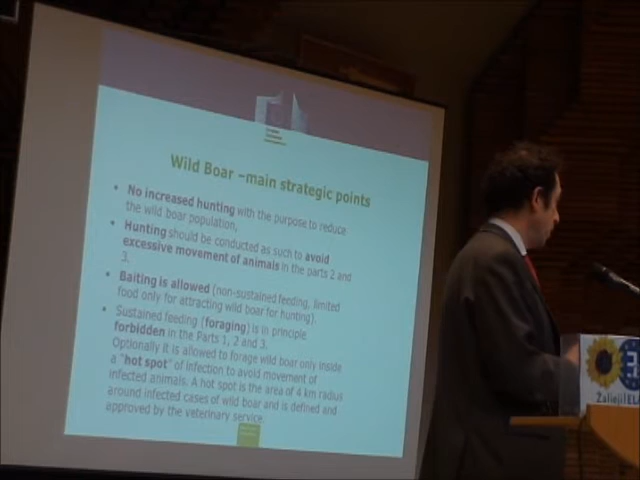 Wild Boar –main strategic points
• No increased hunting with the purpose to reduce
the wild boar population,
• Hunting should be conducted as such to avoid
excessive movement of animals in the parts 2 and
3.
• Baiting is allowed (non-sustained feeding, limited
food only for attracting wild boar for hunting).
• Sustained feeding (foraging) is in principle
forbidden in the Parts 1, 2 and 3.
Optionally it is allowed to forage wild boar only inside
a "hot spot" of infection to avoid movement of
infected animals. A hot spot is the area of 4 km radius
around infected cases of wild boar and is defined and
approved by the veterinary service.
Žalieji